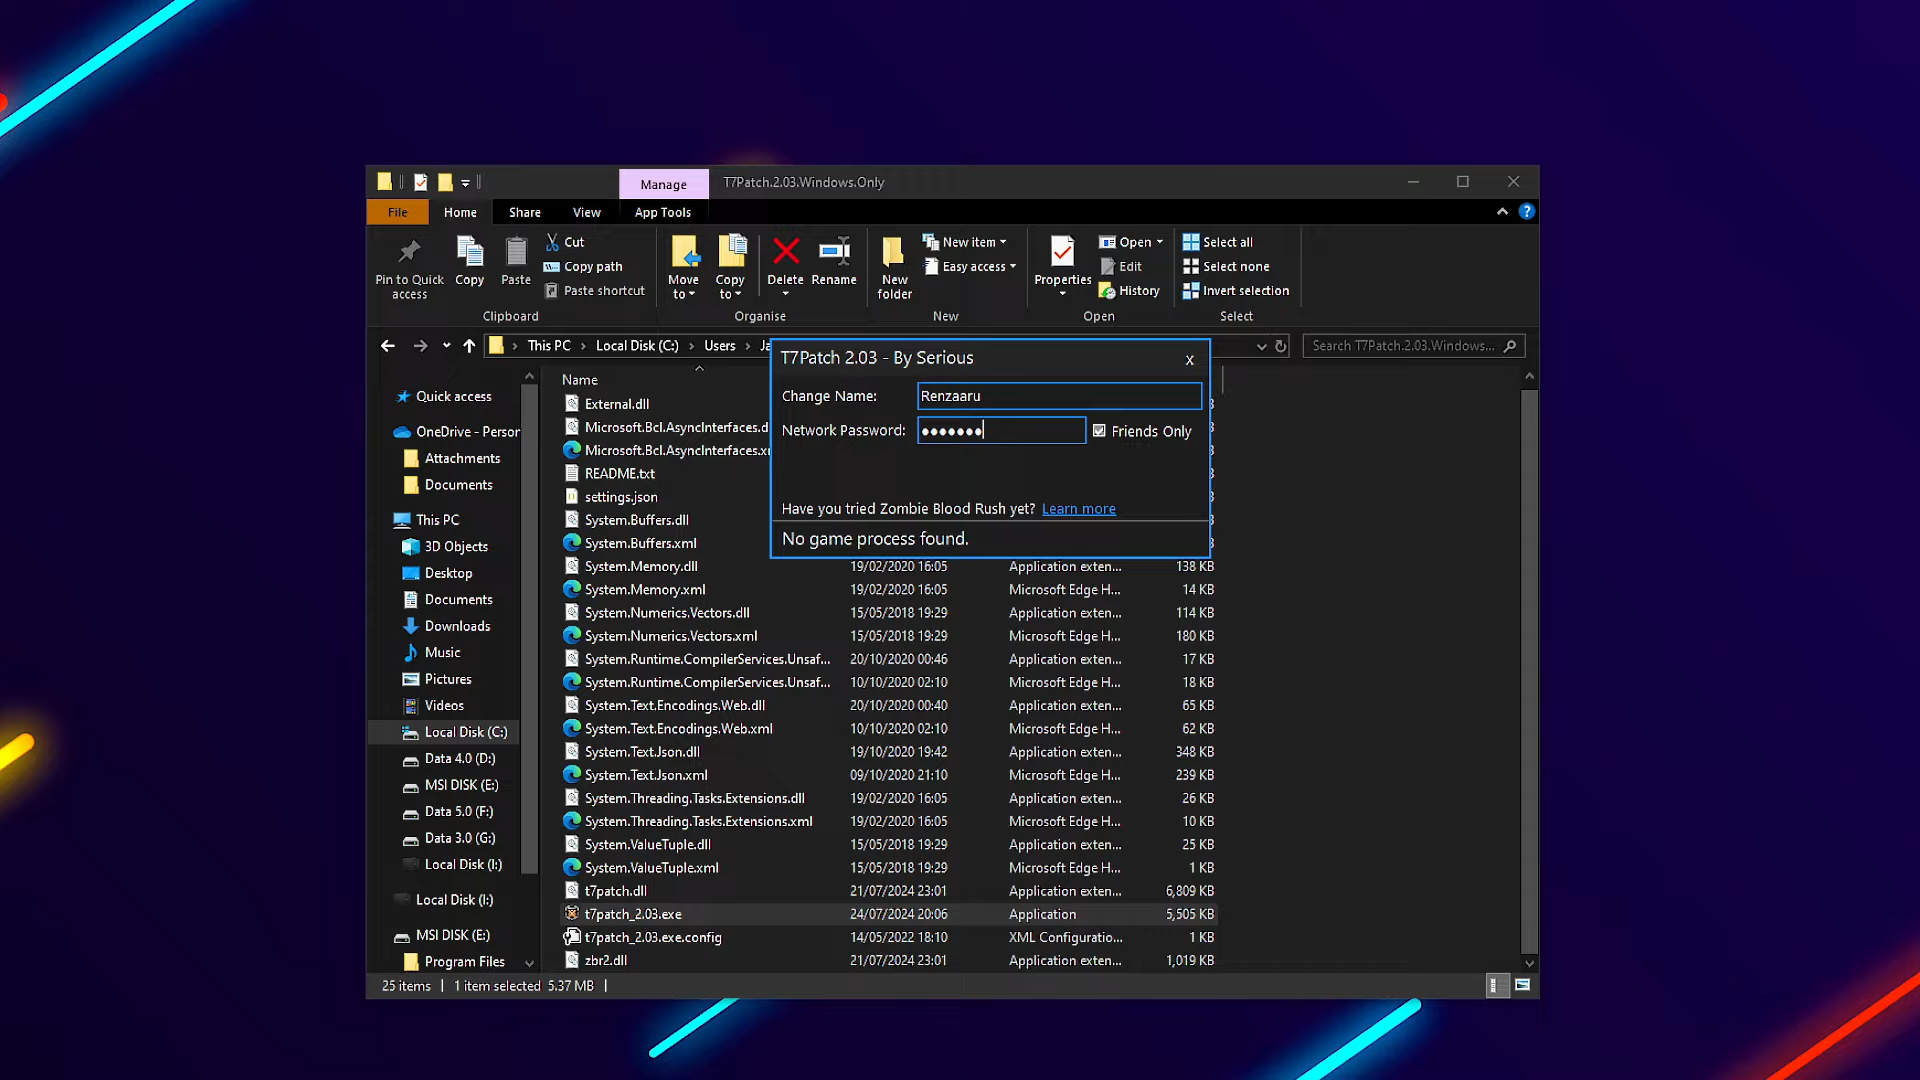 Manage
T7Patch.2.03.Windows.Only
File
Home
Share
View
App Tools
Pin to Quick
access
Copy
Paste
Cut
Copy path
Paste shortcut
Clipboard
Move
to
Copy
to
Delete
Rename
Organise
New
folder
New item
Easy access
New
Properties
Open
Edit
History
Open
Select all
Select none
Invert selection
Select
This PC
Local Disk (C:)
Users
Search T7Patch.2.03.Windows...
T7Patch 2.03 - By Serious
x
Change Name:
Renzaaru
Network Password:
●●●●●●●
Friends Only
Have you tried Zombie Blood Rush yet? Learn more
No game process found.
Quick access
OneDrive - Person
Attachments
Documents
This PC
3D Objects
Desktop
Documents
Downloads
Music
Pictures
Videos
Local Disk (C:)
Data 4.0 (D:)
MSI DISK (E:)
Data 5.0 (F:)
Data 3.0 (G:)
Local Disk (I:)
Local Disk (I:)
MSI DISK (E:)
Program Files
Name
External.dll
Microsoft.Bcl.AsyncInterfaces.d
Microsoft.Bcl.AsyncInterfaces.x
README.txt
settings.json
System.Buffers.dll
System.Buffers.xml
System.Memory.dll 19/02/2020 16:05 Application exten... 138 KB
System.Memory.xml 19/02/2020 16:05 Microsoft Edge H... 14 KB
System.Numerics.Vectors.dll 15/05/2018 19:29 Application exten... 114 KB
System.Numerics.Vectors.xml 15/05/2018 19:29 Microsoft Edge H... 180 KB
System.Runtime.CompilerServices.Unsaf... 20/10/2020 00:46 Application exten... 17 KB
System.Runtime.CompilerServices.Unsaf... 10/10/2020 02:10 Microsoft Edge H... 18 KB
System.Text.Encodings.Web.dll 20/10/2020 00:40 Application exten... 65 KB
System.Text.Encodings.Web.xml 10/10/2020 02:10 Microsoft Edge H... 62 KB
System.Text.Json.dll 19/10/2020 19:42 Application exten... 348 KB
System.Text.Json.xml 09/10/2020 21:10 Microsoft Edge H... 239 KB
System.Threading.Tasks.Extensions.dll 19/02/2020 16:05 Application exten... 26 KB
System.Threading.Tasks.Extensions.xml 19/02/2020 16:05 Microsoft Edge H... 10 KB
System.ValueTuple.dll 15/05/2018 19:29 Application exten... 25 KB
System.ValueTuple.xml 15/05/2018 19:29 Microsoft Edge H... 1 KB
t7patch.dll 21/07/2024 23:01 Application exten... 6,809 KB
t7patch_2.03.exe 24/07/2024 20:06 Application 5,505 KB
t7patch_2.03.exe.config 14/05/2022 18:10 XML Configuratio... 1 KB
zbr2.dll 21/07/2024 23:01 Application exten... 1,019 KB
25 items
1 item selected 5.37 MB